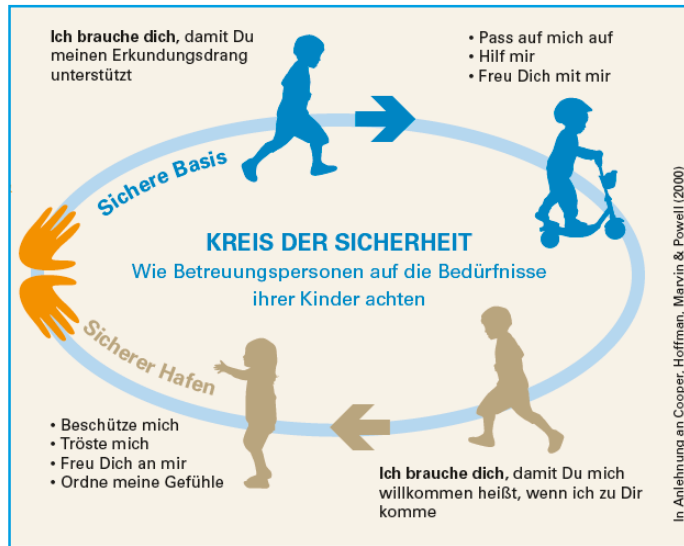 Ich brauche dich, damit Du
meinen Erkundungsdrang
unterstützt
• Pass auf mich auf
• Hilf mir
• Freu Dich mit mir
Sichere Basis
KREIS DER SICHERHEIT
Wie Betreuungspersonen auf die Bedürfnisse
ihrer Kinder achten
Sicherer Hafen
• Beschütze mich
• Tröste mich
• Freu Dich an mir
• Ordne meine Gefühle
Ich brauche dich, damit Du mich
willkommen heißt, wenn ich zu Dir
komme
In Anlehnung an Cooper, Hoffman, Marvin & Powell (2000)